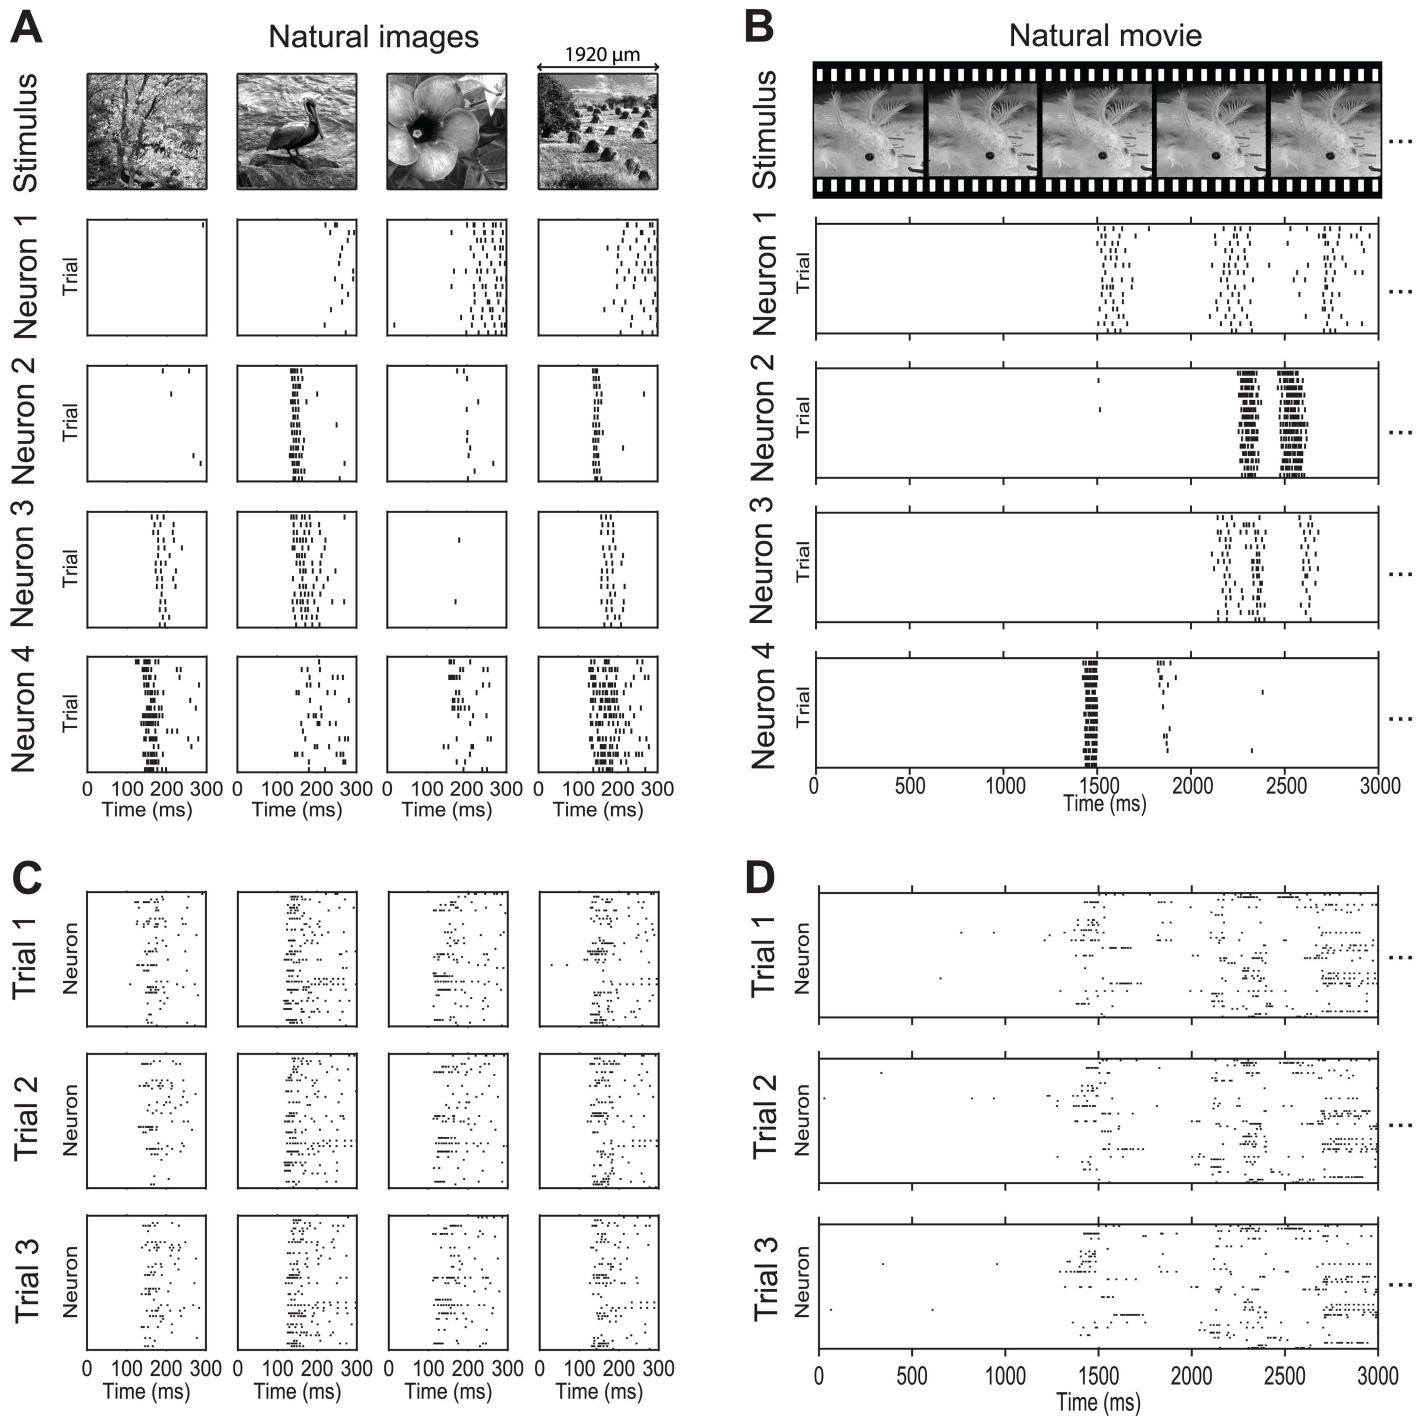 A
Natural images
1920 µm
Stimulus
Neuron 1
Trial
Neuron 2
Trial
Neuron 3
Trial
Neuron 4
Trial
0 100 200 300 0 100 200 300 0 100 200 300 0 100 200 300
Time (ms) Time (ms) Time (ms) Time (ms)
B
Natural movie
Stimulus
...
Neuron 1
Trial
...
Neuron 2
Trial
...
Neuron 3
Trial
...
Neuron 4
Trial
...
0 500 1000 1500 2000 2500 3000
Time (ms)
C
Trial 1
Neuron
Trial 2
Neuron
Trial 3
Neuron
0 100 200 300 0 100 200 300 0 100 200 300 0 100 200 300
Time (ms) Time (ms) Time (ms) Time (ms)
D
Trial 1
Neuron
...
Trial 2
Neuron
...
Trial 3
Neuron
...
0 500 1000 1500 2000 2500 3000
Time (ms)